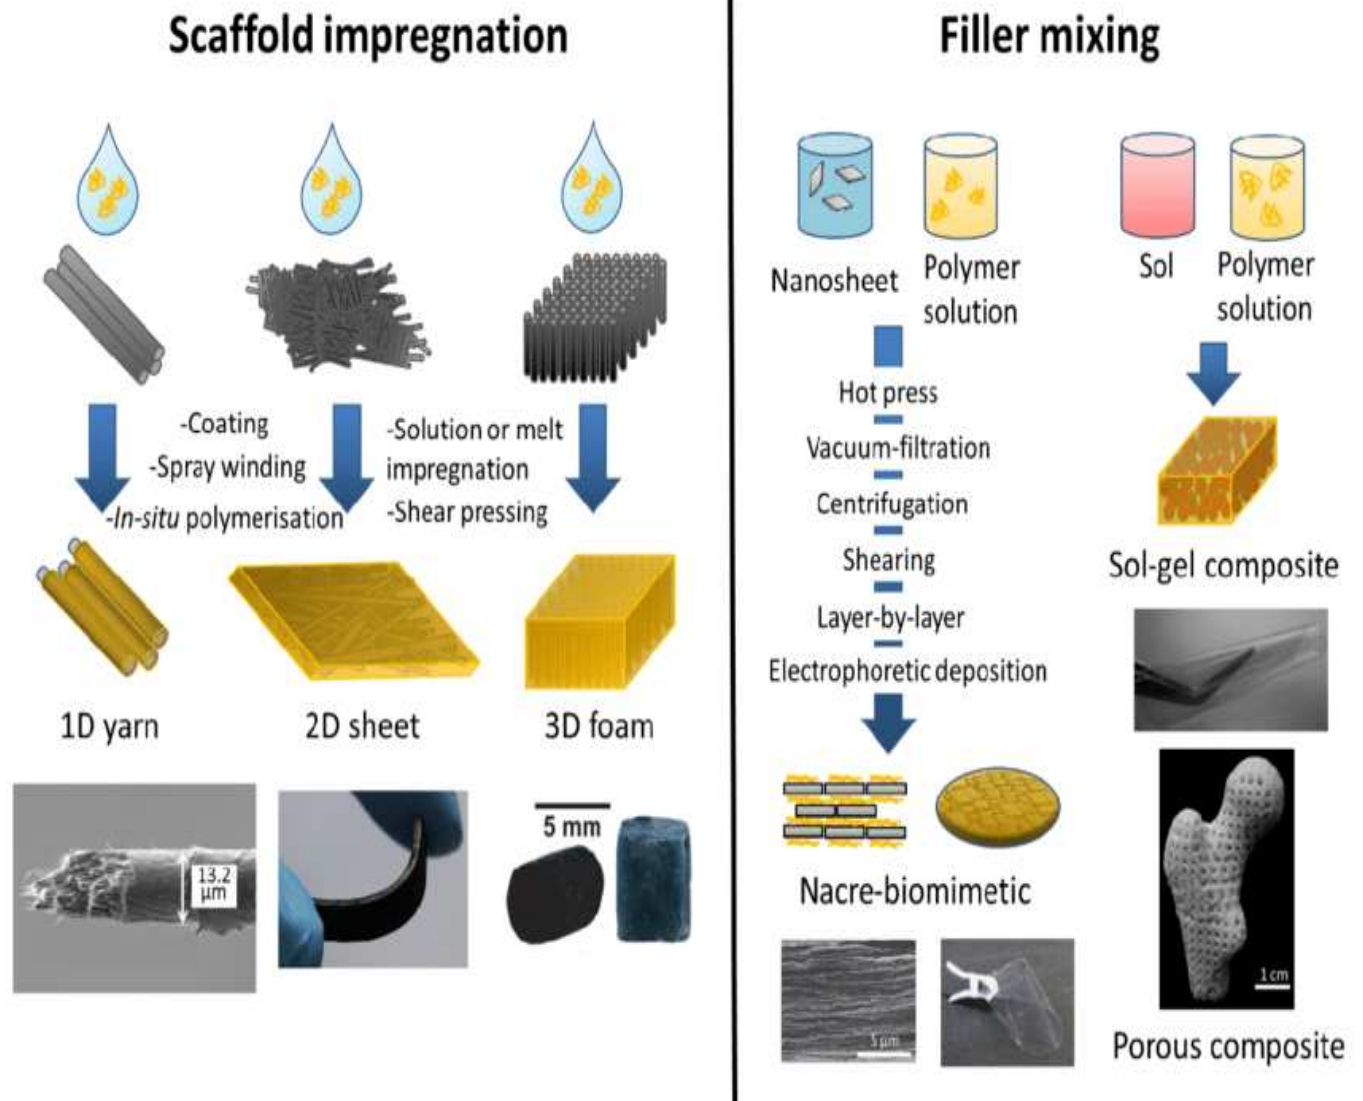 Scaffold impregnation
-Coating
-Spray winding
-In-situ polymerisation
-Solution or melt
impregnation
-Shear pressing
1D yarn
2D sheet
3D foam
13.2
μm
5 mm
Filler mixing
Nanosheet
Polymer
solution
Hot press
Vacuum-filtration
Centrifugation
Shearing
Layer-by-layer
Electrophoretic deposition
Nacre-biomimetic
5 μm
Sol
Polymer
solution
Sol-gel composite
1 cm
Porous composite